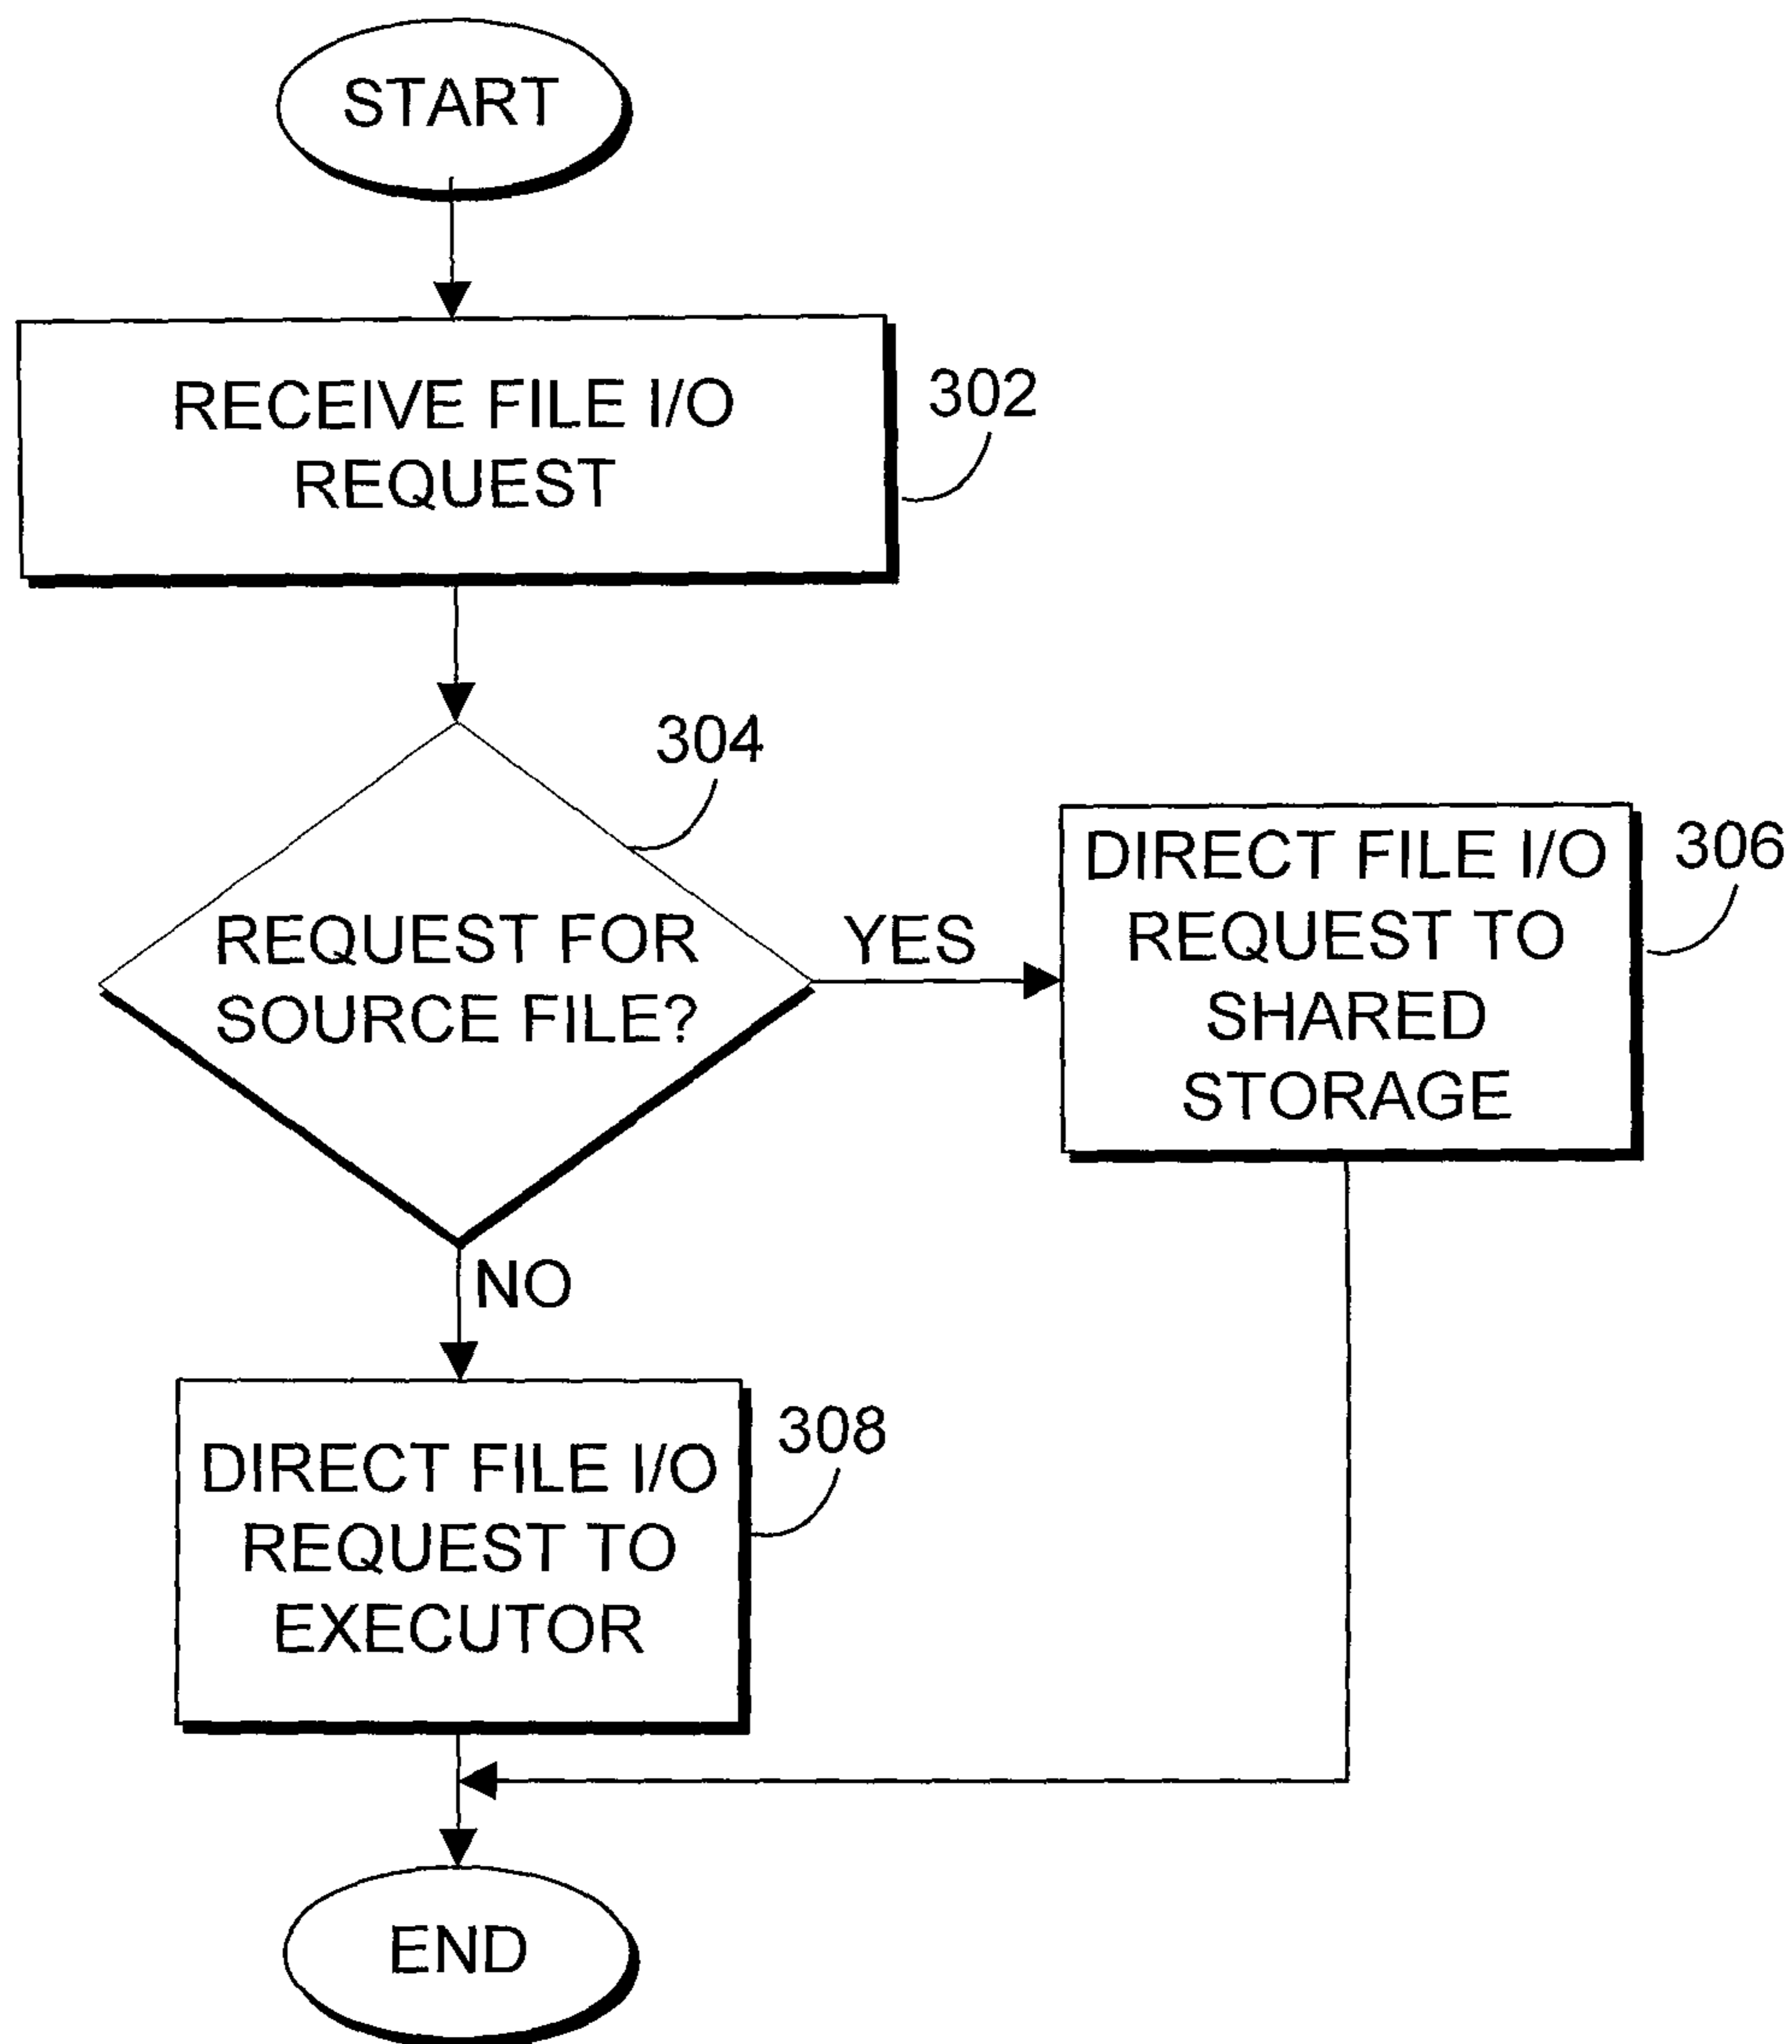 START
RECEIVE FILE I/O
REQUEST
302
304
REQUEST FOR
SOURCE FILE?
YES
DIRECT FILE I/O
REQUEST TO
SHARED
STORAGE
306
NO
DIRECT FILE I/O
REQUEST TO
EXECUTOR
308
END